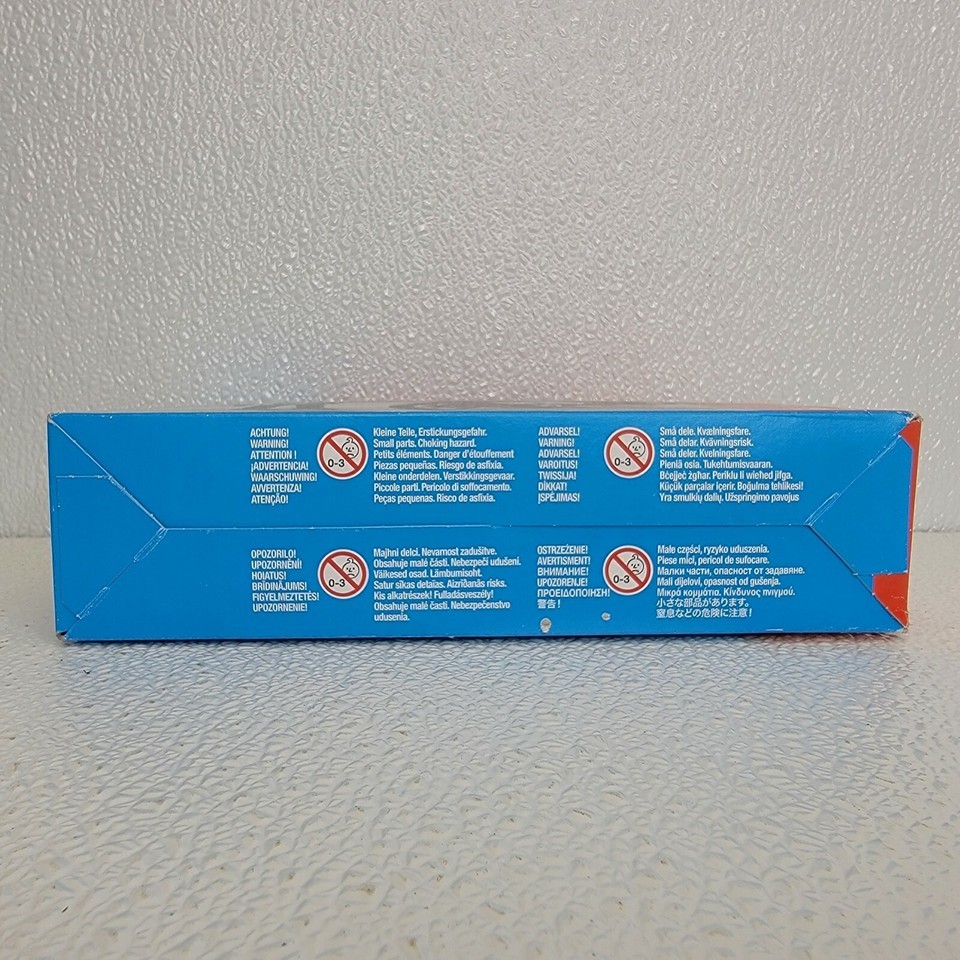 ACHTUNG!
WARNING!
ATTENTION !
¡ADVERTENCIA!
WAARSCHUWING!
AVVERTENZA!
ATENÇÃO!
0-3
Kleine Teile, Erstickungsgefahr.
Small parts. Choking hazard.
Petits éléments. Danger d'étouffement
Piezas pequeñas. Riesgo de asfixia.
Kleine onderdelen. Verstikkingsgevaar.
Piccole parti. Pericolo di soffocamento.
Peças pequenas. Risco de asfixia.
ADVARSEL!
VARNING!
ADVARSEL!
VAROITUS!
TWISSIJA!
DİKKAT!
ĮSPĖJIMAS!
0-3
Små dele. Kvælningsfare.
Små delar. Kvävningsrisk.
Små deler. Kvelningsfare.
Pieniä osia. Tukehtumisvaaran.
Bċejjeċ żgħar. Periklu li wieħed jifga.
Küçük parçalar içerir. Boğulma tehlikesi!
Yra smulkių dalių. Užspringimo pavojus
OPOZORILO!
UPOZORNĚNÍ!
HOIATUS!
BRĪDINĀJUMS!
FIGYELMEZTETÉS!
UPOZORNENIE!
0-3
Majhni delci. Nevarnost zadušitve.
Obsahuje malé části. Nebezpečí udušení.
Väikesed osad. Lämbumisoht.
Satur sīkas detaļas. Aizrīšanās risks.
Kis alkatrészek! Fulladásveszély!
Obsahuje malé časti. Nebezpečenstvo
udusenia.
OSTRZEŻENIE!
AVERTISMENT!
ВНИМАНИЕ!
UPOZORENJE!
ΠΡΟΕΙΔΟΠΟΙΗΣΗ!
警告！
0-3
Małe części, ryzyko uduszenia.
Piese mici, pericol de sufocare.
Малки части, опасност от задавяне.
Mali dijelovi, opasnost od gušenja.
Μικρά κομμάτια. Κίνδυνος πνιγμού.
小さな部品があります。
窒息などの危険に注意！